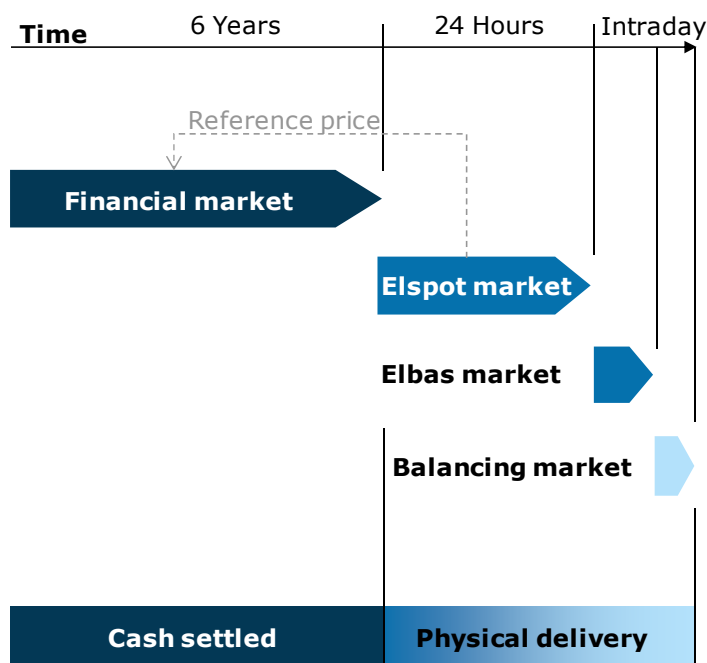 Time 6 Years 24 Hours Intraday
Reference price
Financial market
Elspot market
Elbas market
Balancing market
Cash settled Physical delivery